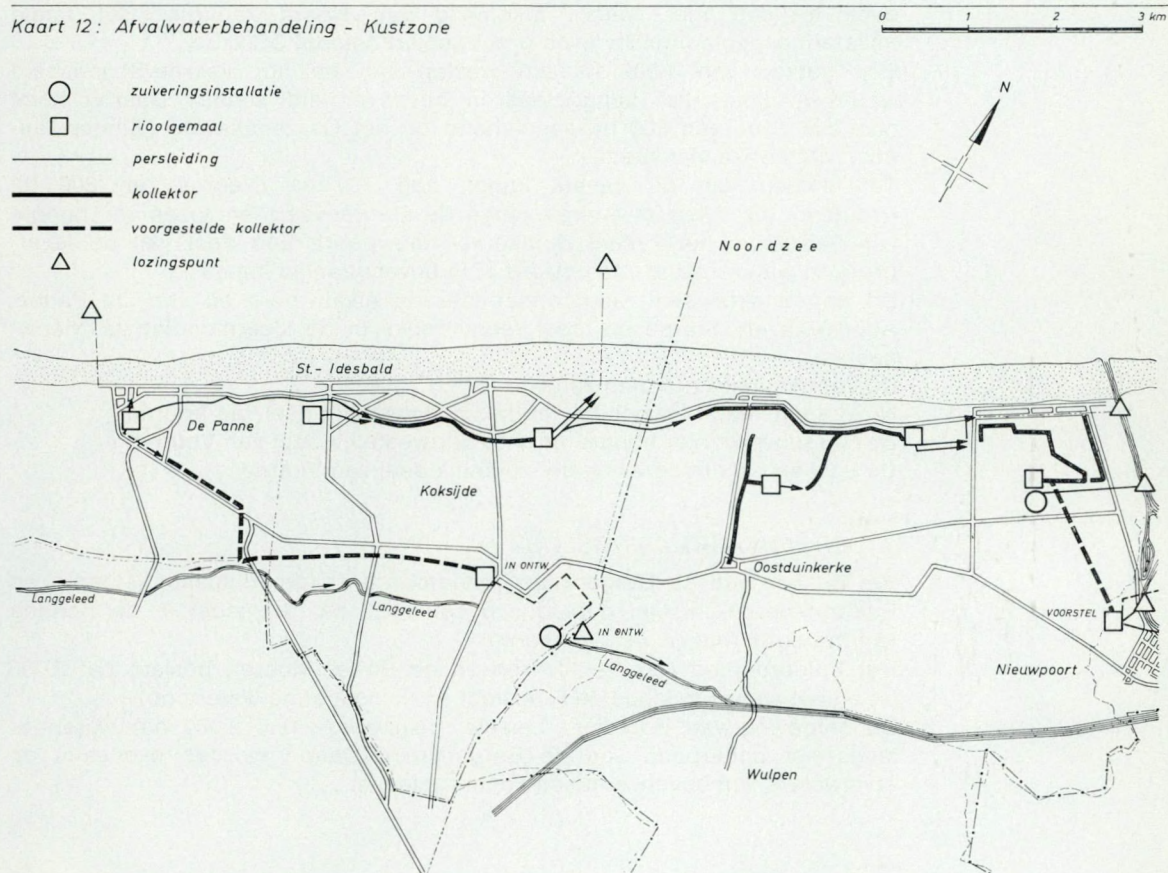 Kaart 12: Afvalwaterbehandeling - Kustzone
0 1 2 3 km
zuiveringsinstallatie
rioolgemaal
persleiding
kollektor
voorgestelde kollektor
lozingspunt
N
Noordzee
St.- Idesbald
De Panne
Koksijde
IN ONTW.
Oostduinkerke
Langgeleed
Langgeleed
VOORSTEL
IN ONTW.
Langgeleed
Nieuwpoort
Wulpen